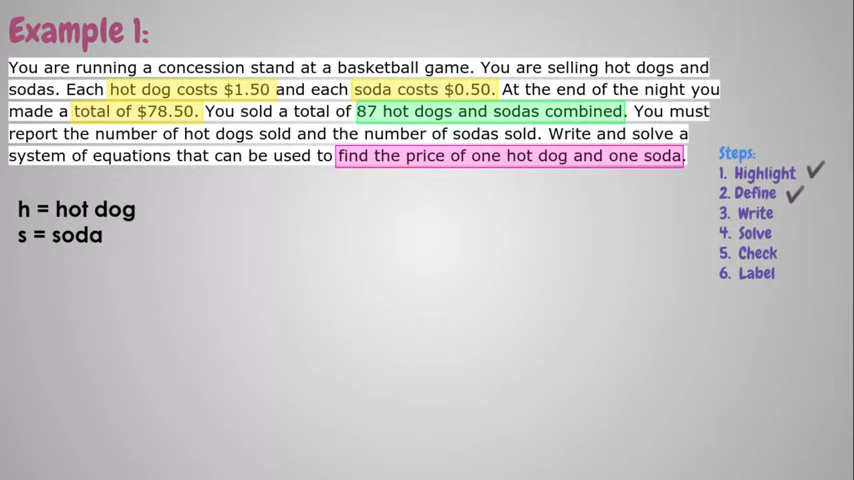 Example 1:
You are running a concession stand at a basketball game. You are selling hot dogs and
sodas. Each hot dog costs $1.50 and each soda costs $0.50. At the end of the night you
made a total of $78.50. You sold a total of 87 hot dogs and sodas combined. You must
report the number of hot dogs sold and the number of sodas sold. Write and solve a
system of equations that can be used to find the price of one hot dog and one soda.
Steps:
1. Highlight ✔
2. Define ✔
3. Write
4. Solve
5. Check
6. Label
h = hot dog
s = soda